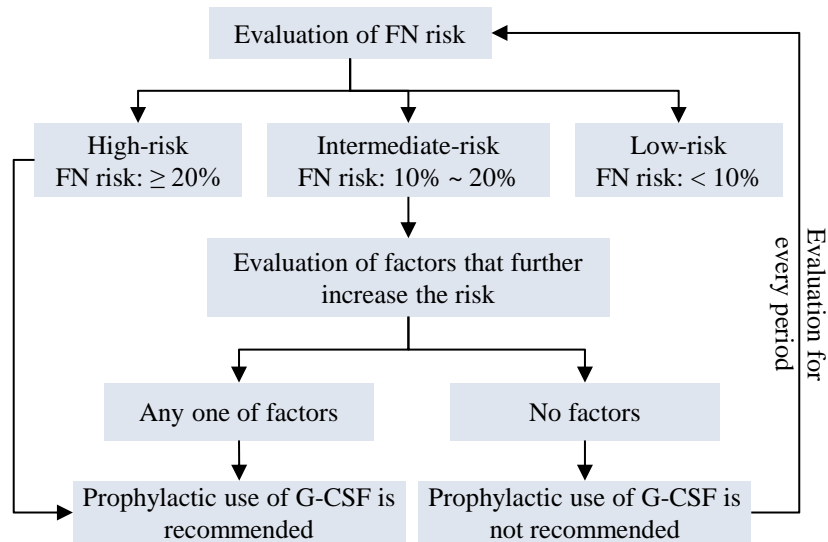 Evaluation of FN risk
High-risk
FN risk: ≥ 20%
Intermediate-risk
FN risk: 10% ~ 20%
Low-risk
FN risk: < 10%
Evaluation of factors that further
increase the risk
Any one of factors
No factors
Prophylactic use of G-CSF is
recommended
Prophylactic use of G-CSF is
not recommended
Evaluation for
every period